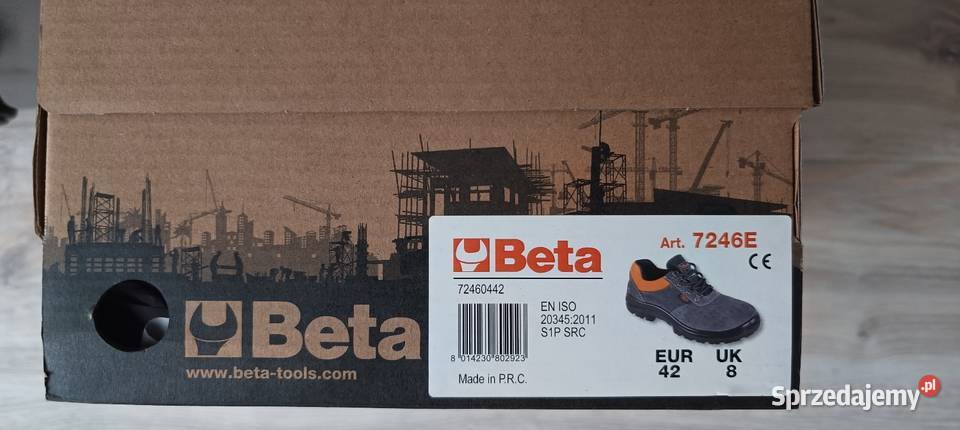 Beta
www.beta-tools.com
Beta
Art. 7246E
CE
72460442
EN ISO
20345:2011
S1P SRC
8 014230 802923
Made in P.R.C.
EUR UK
42 8
Sprzedajemy.pl